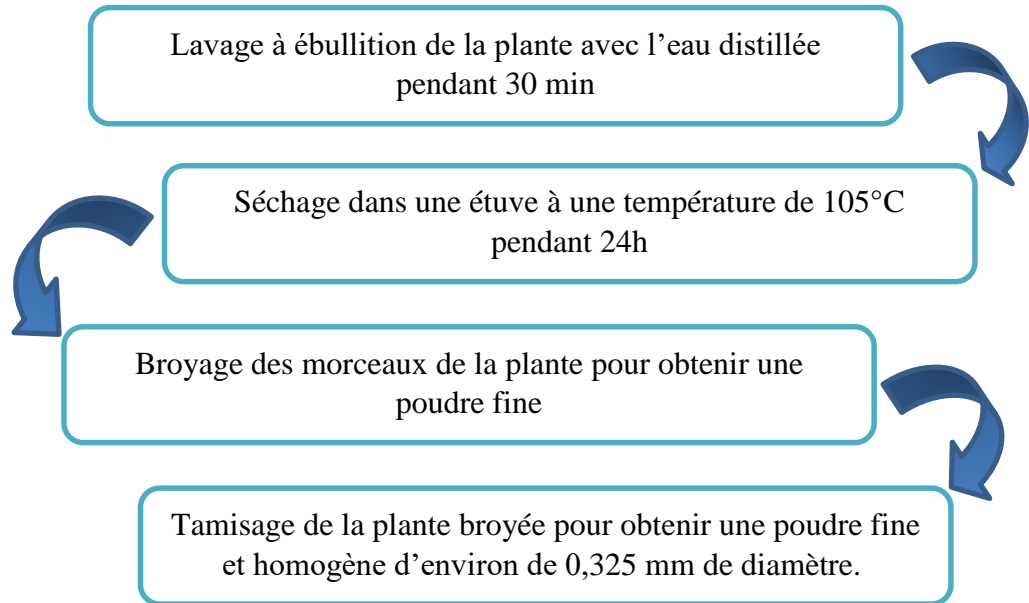 Lavage à ébullition de la plante avec l’eau distillée
pendant 30 min
Séchage dans une étuve à une température de 105°C
pendant 24h
Broyage des morceaux de la plante pour obtenir une
poudre fine
Tamisage de la plante broyée pour obtenir une poudre fine
et homogène d’environ de 0,325 mm de diamètre.